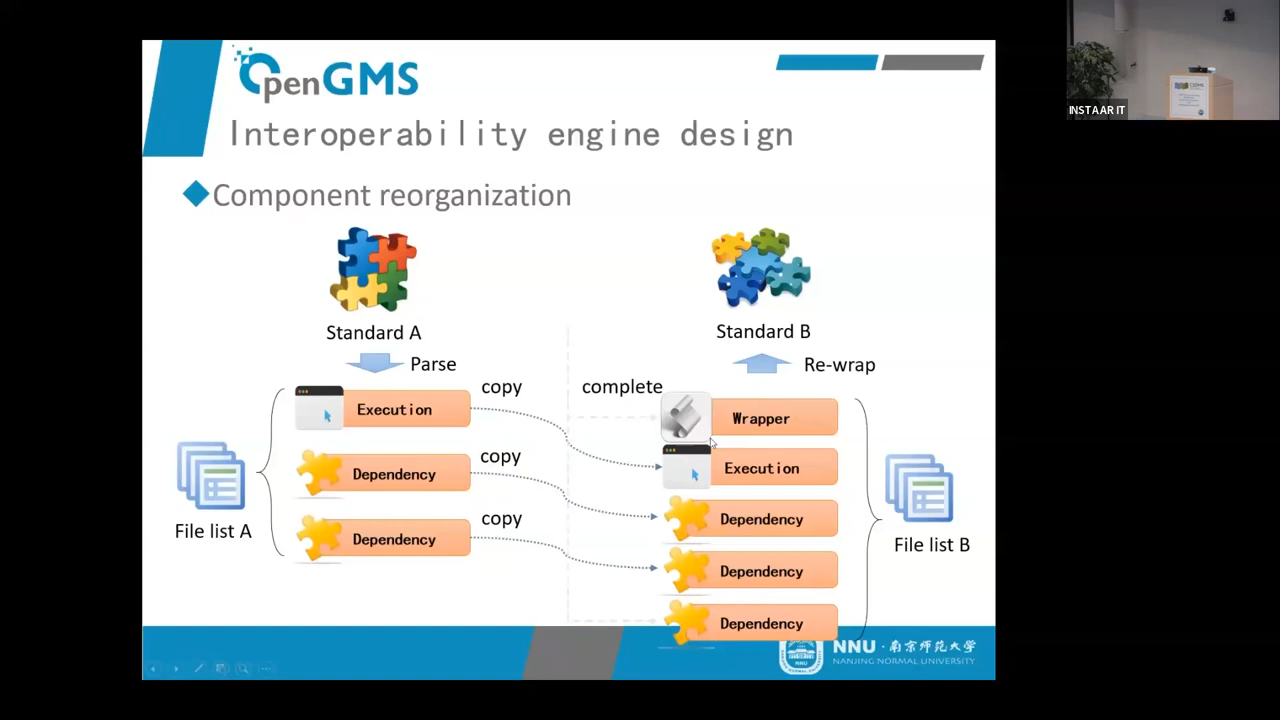 OpenGMS
Interoperability engine design
Component reorganization
Standard A
Standard B
Parse
Re-wrap
copy
complete
Execution
Wrapper
copy
Execution
Dependency
copy
Dependency
Dependency
Dependency
Dependency
File list A
File list B
NNU · 南京师范大学
NANJING NORMAL UNIVERSITY
NNU
INSTAAR IT